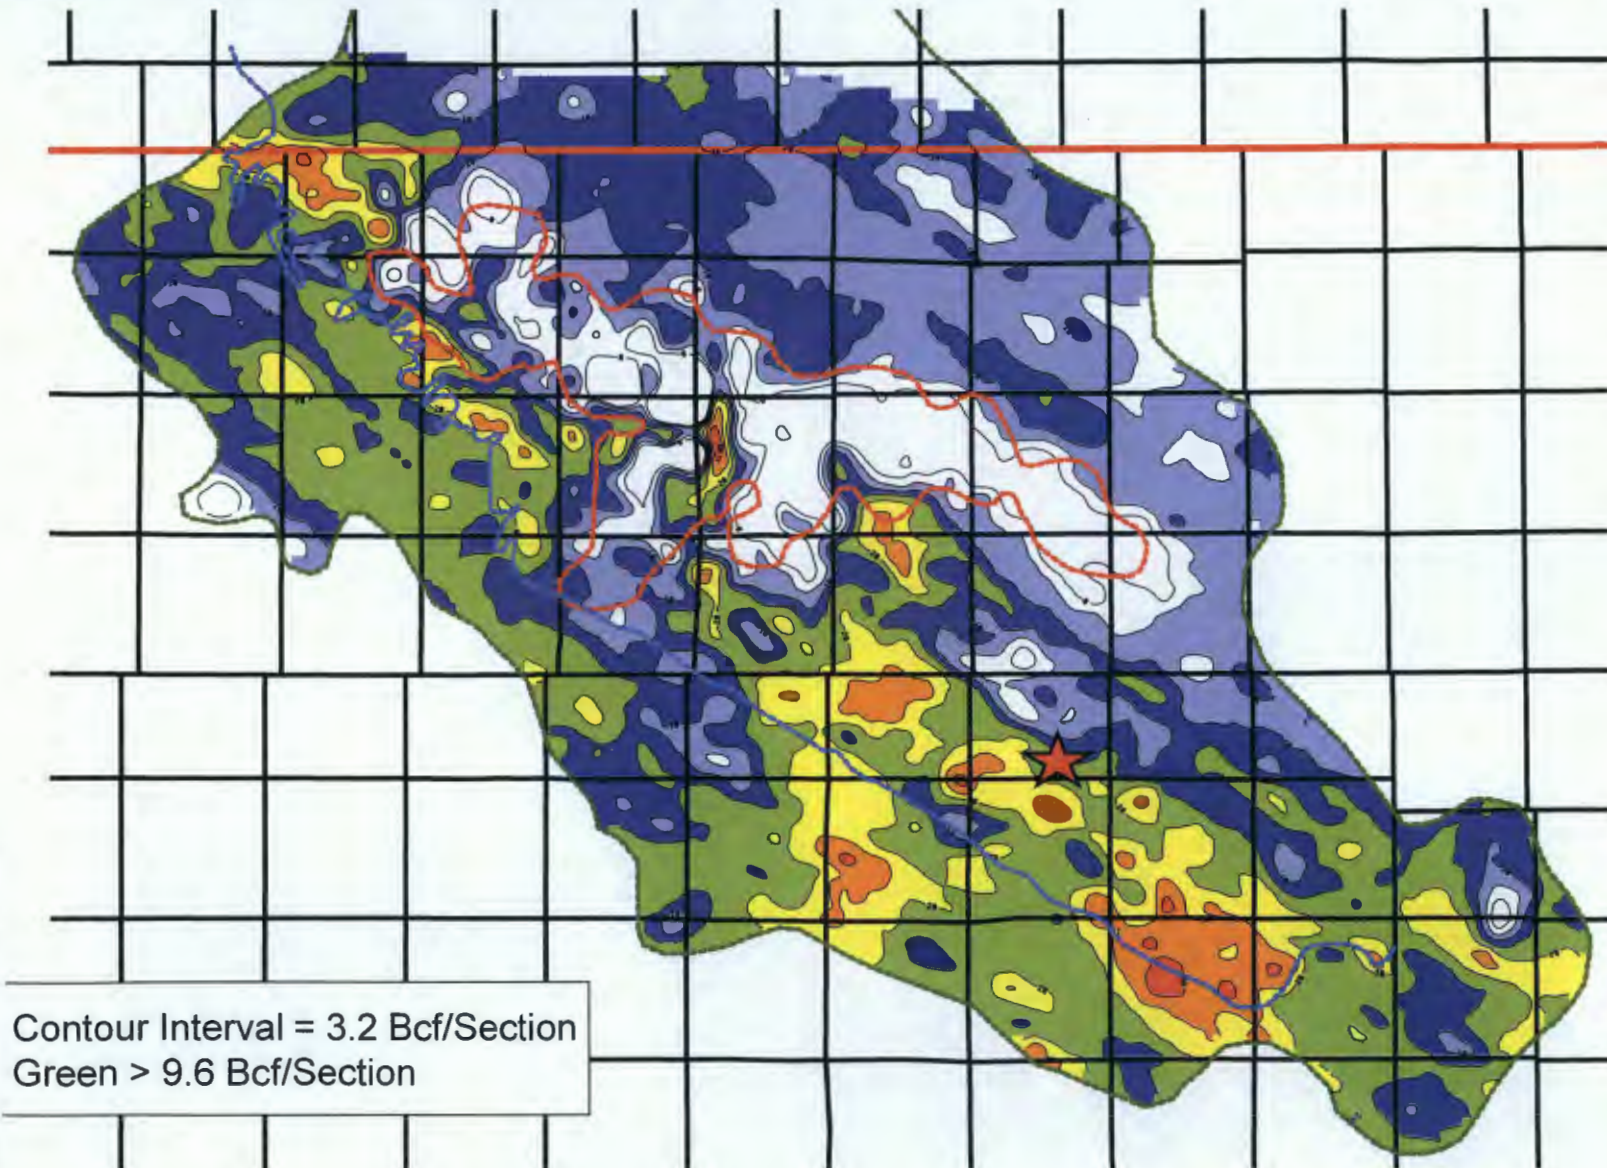 Contour Interval = 3.2 Bcf/Section
Green > 9.6 Bcf/Section